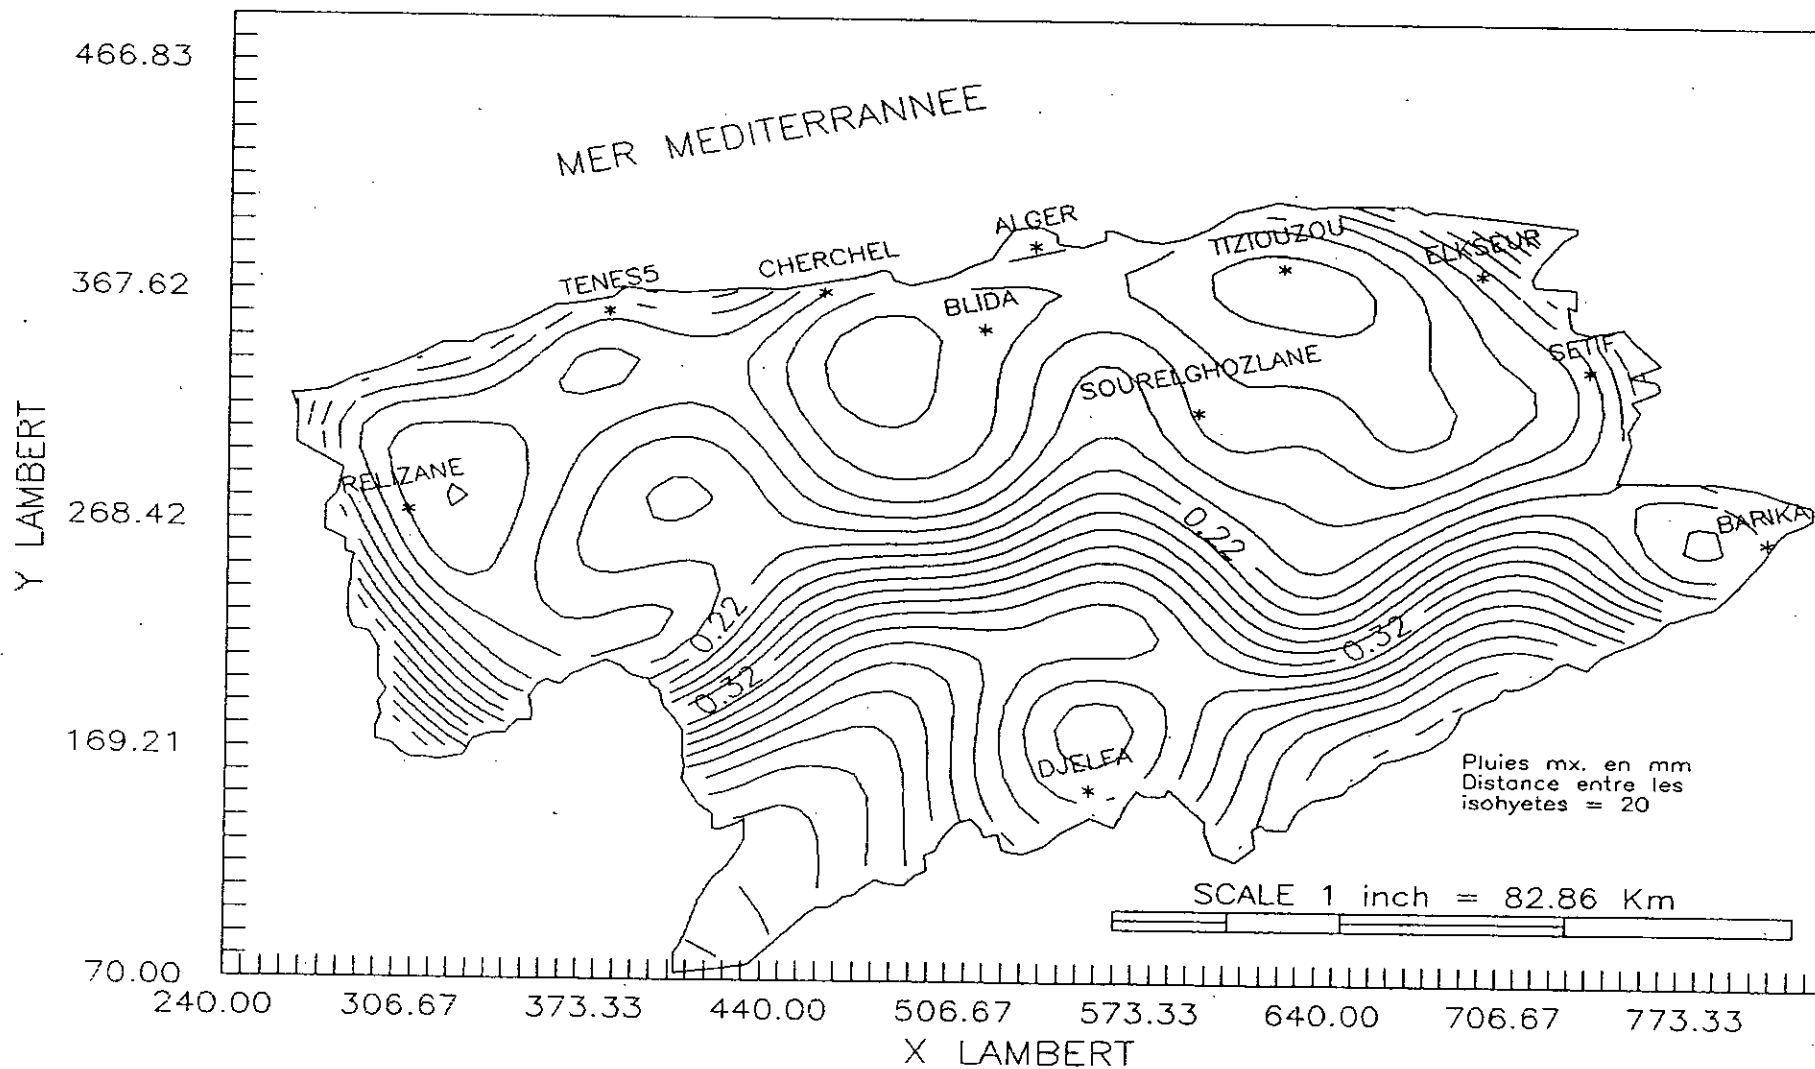 466.83
MER MEDITERRANNEE
ALGER
TIZIOUZOU
ELKSEUR
CHERCHEL
TENES5
367.62
BLIDA
SETIF
SOURELGHOZLANE
Y LAMBERT
RELIZANE
268.42
0.22
BARIKA
0.22
0.32
0.32
169.21
DJELFA
Pluies mx. en mm
Distance entre les
isohyetes = 20
SCALE 1 inch = 82.86 Km
70.00
240.00 306.67 373.33 440.00 506.67 573.33 640.00 706.67 773.33
X LAMBERT